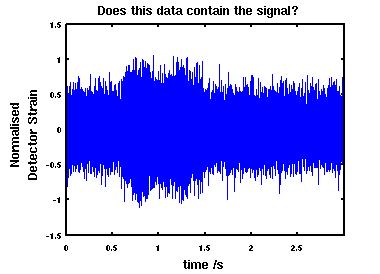 Does this data contain the signal?
1.5
1
0.5
0
-0.5
-1
-1.5
Normalised
Detector Strain
0 0.5 1 1.5 2 2.5
time /s